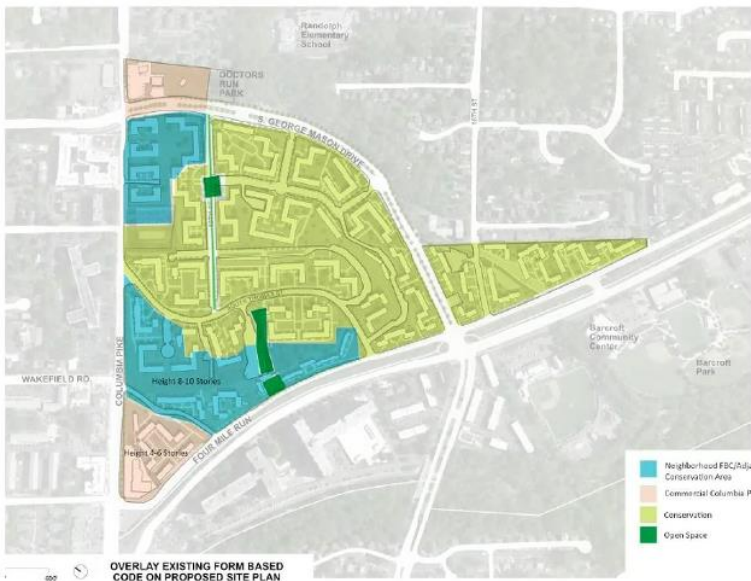 Randolph
Elementary
School
DOCTORS
RUN
PARK
S. GEORGE MASON DRIVE
COLUMBIA PIKE
WAKEFIELD RD.
Height 8-10 Stories
Height 4-6 Stories
FOUR MILE RUN
Barcroft
Community
Center
Barcroft
Park
Neighborhood FBC/Adj
Conservation Area
Commercial Columbia P
Conservation
Open Space
OVERLAY EXISTING FORM BASED
CODE ON PROPOSED SITE PLAN